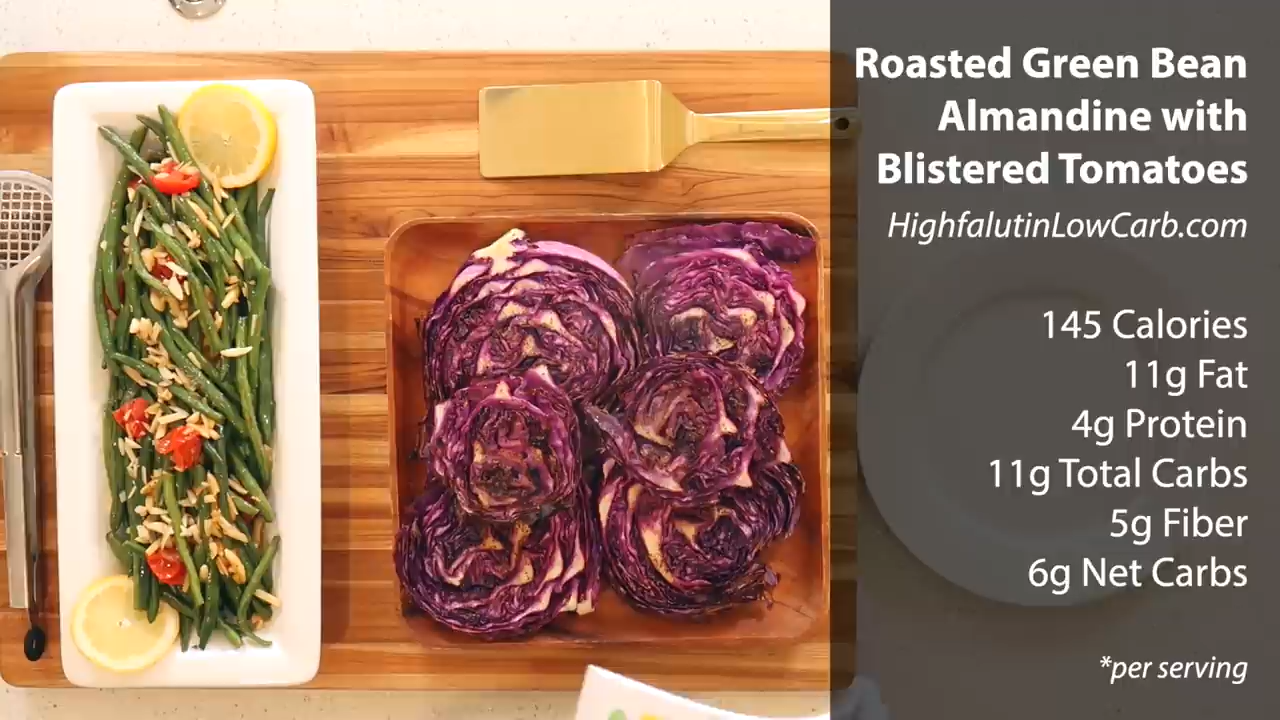 Roasted Green Bean
Almandine with
Blistered Tomatoes
HighfalutinLowCarb.com
145 Calories
11g Fat
4g Protein
11g Total Carbs
5g Fiber
6g Net Carbs
*per serving